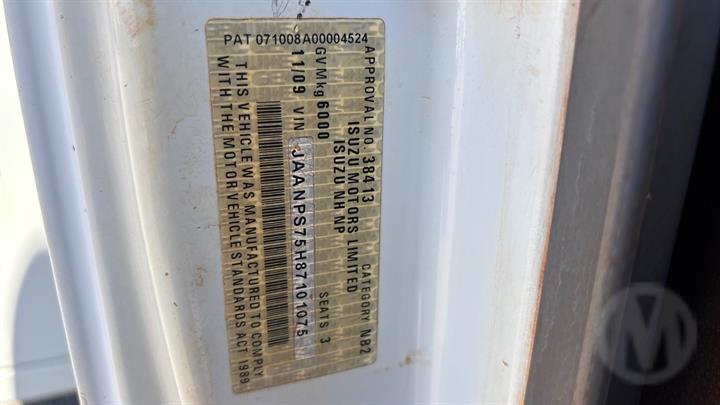 PAT 071008A00004524
APPROVAL NO. 38413 CATEGORY NB2
ISUZU MOTORS LIMITED
ISUZU NH NP
GVMkg 6000 SEATS 3
11/09 VIN JAANPS75H87101075
THIS VEHICLE WAS MANUFACTURED TO COMPLY
WITH THE MOTOR VEHICLE STANDARDS ACT 1989
M